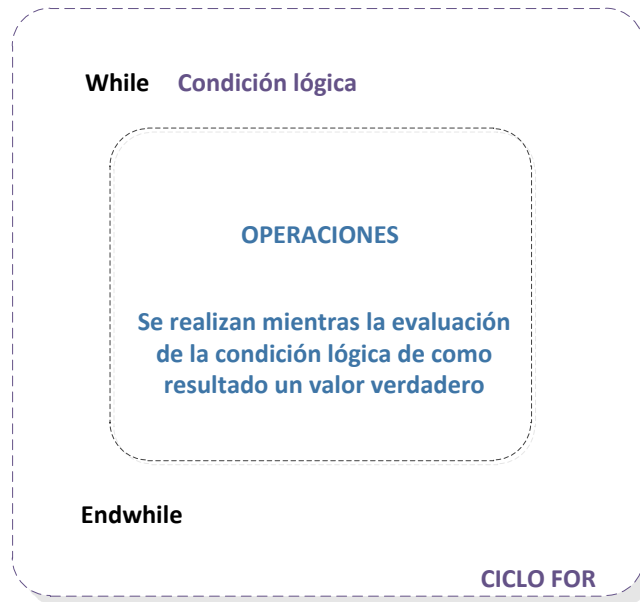 While Condición lógica
OPERACIONES
Se realizan mientras la evaluación
de la condición lógica de como
resultado un valor verdadero
Endwhile
CICLO FOR